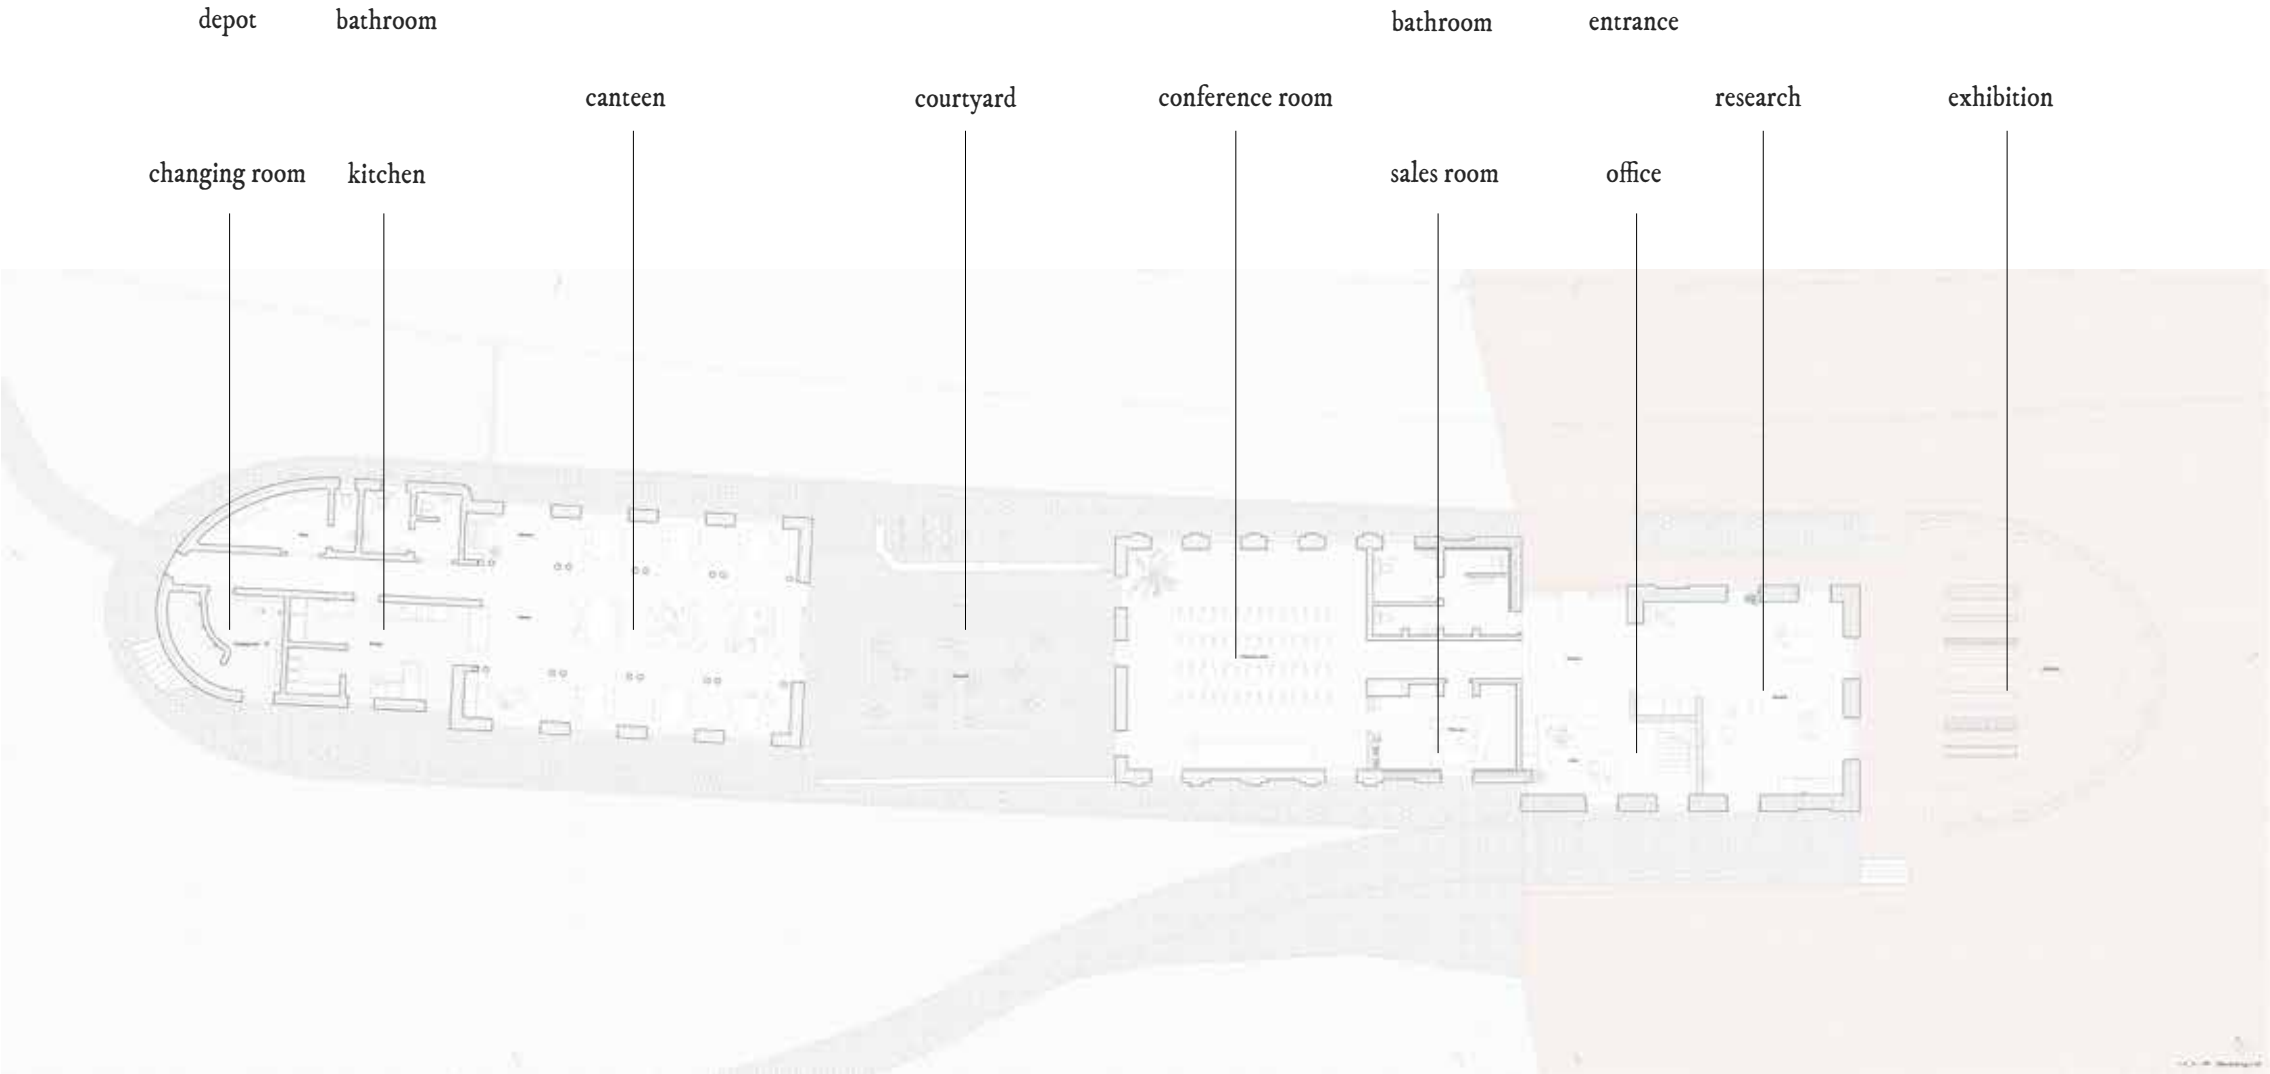 depot bathroom bathroom entrance
canteen courtyard conference room research exhibition
changing room kitchen sales room office